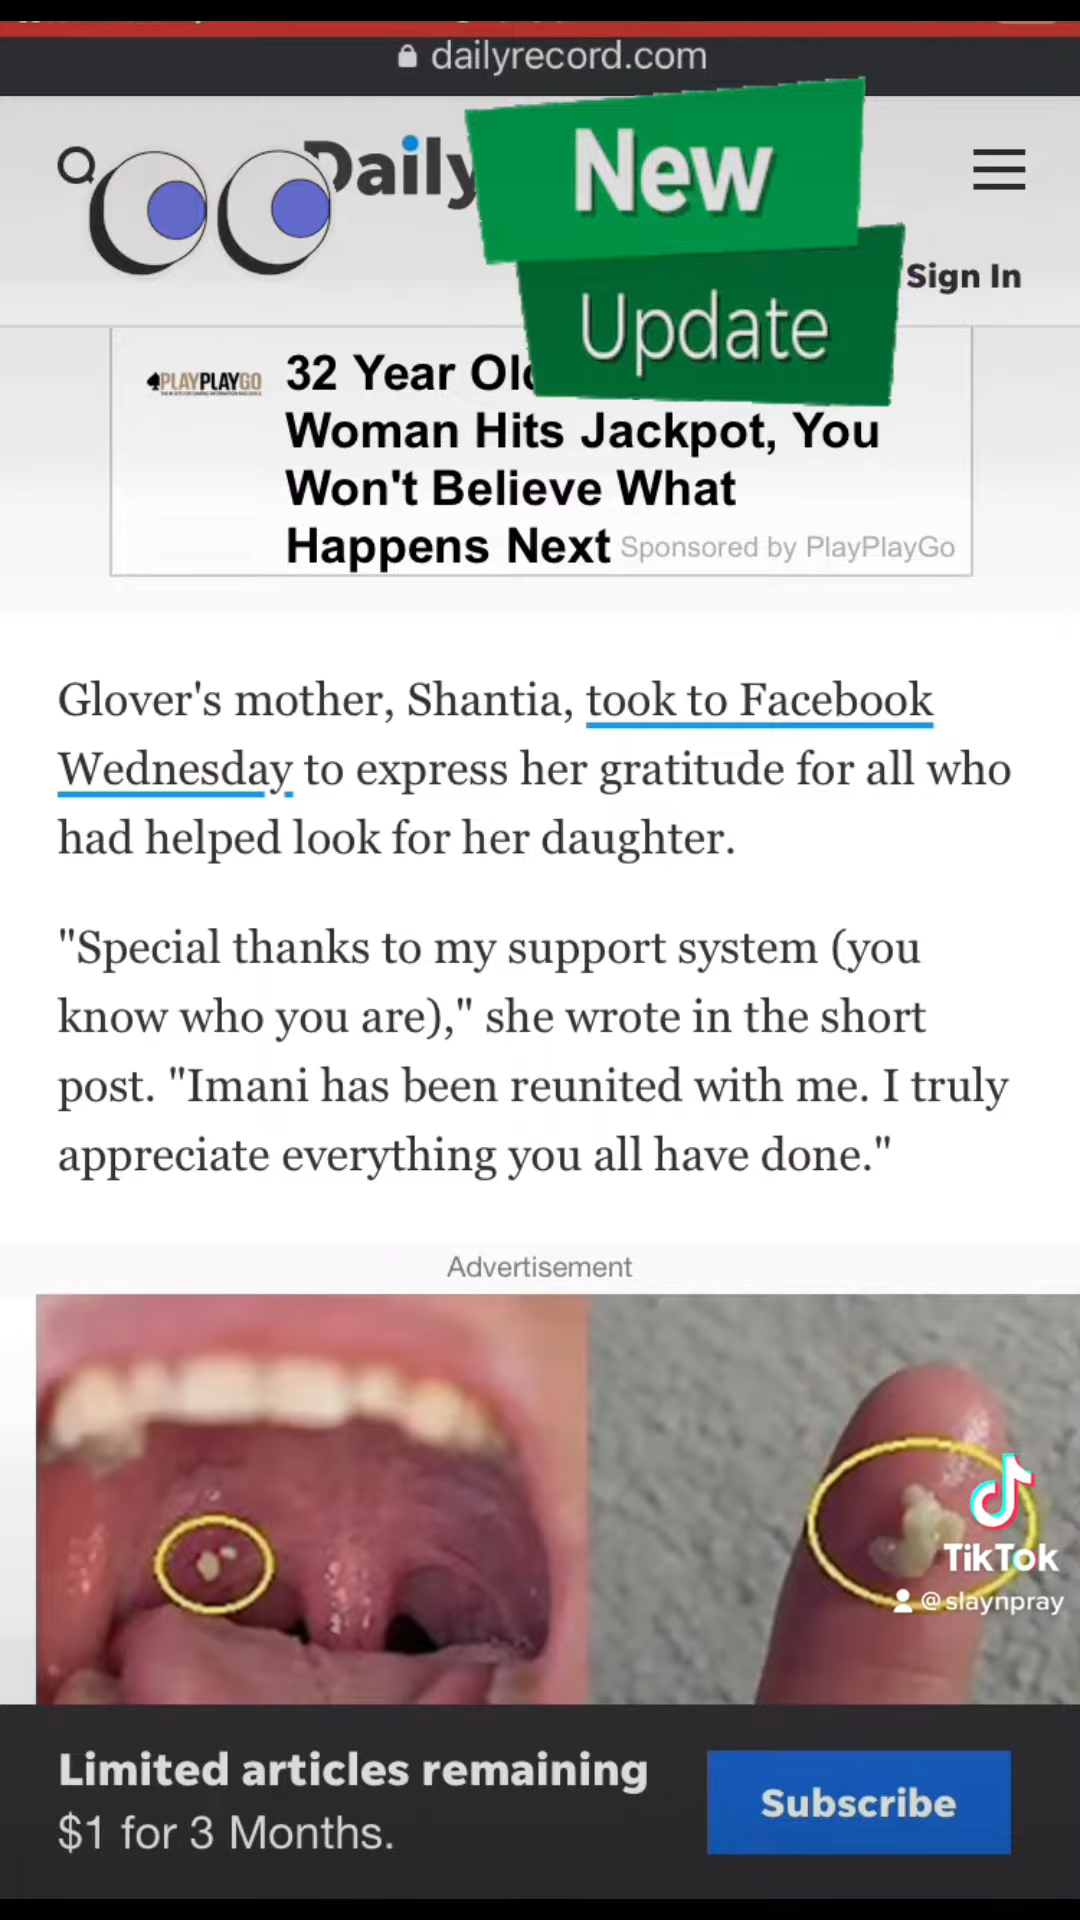 dailyrecord.com
Daily
New
Update
Sign In
PLAYPLAYGO
32 Year Old
Woman Hits Jackpot, You
Won't Believe What
Happens Next Sponsored by PlayPlayGo
Glover's mother, Shantia, took to Facebook
Wednesday to express her gratitude for all who
had helped look for her daughter.
"Special thanks to my support system (you
know who you are)," she wrote in the short
post. "Imani has been reunited with me. I truly
appreciate everything you all have done."
Advertisement
TikTok
@slaynpray
Limited articles remaining
$1 for 3 Months.
Subscribe